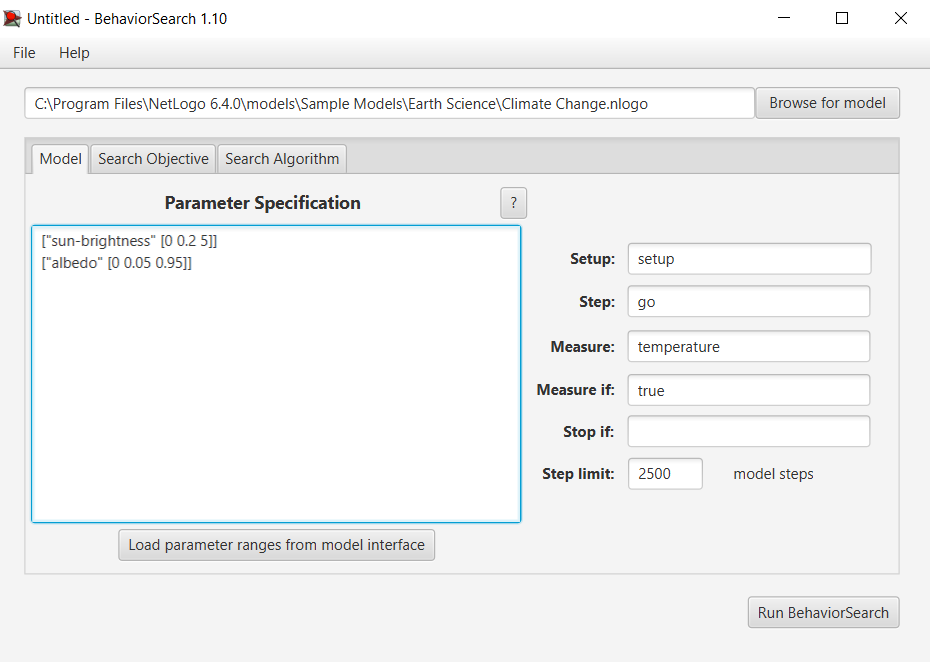 Untitled - BehaviorSearch 1.10
File Help
C:\Program Files\NetLogo 6.4.0\models\Sample Models\Earth Science\Climate Change.nlogo Browse for model
Model Search Objective Search Algorithm
Parameter Specification ?
["sun-brightness" [0 0.2 5]]
["albedo" [0 0.05 0.95]]
Setup: setup
Step: go
Measure: temperature
Measure if: true
Stop if:
Step limit: 2500 model steps
Load parameter ranges from model interface
Run BehaviorSearch